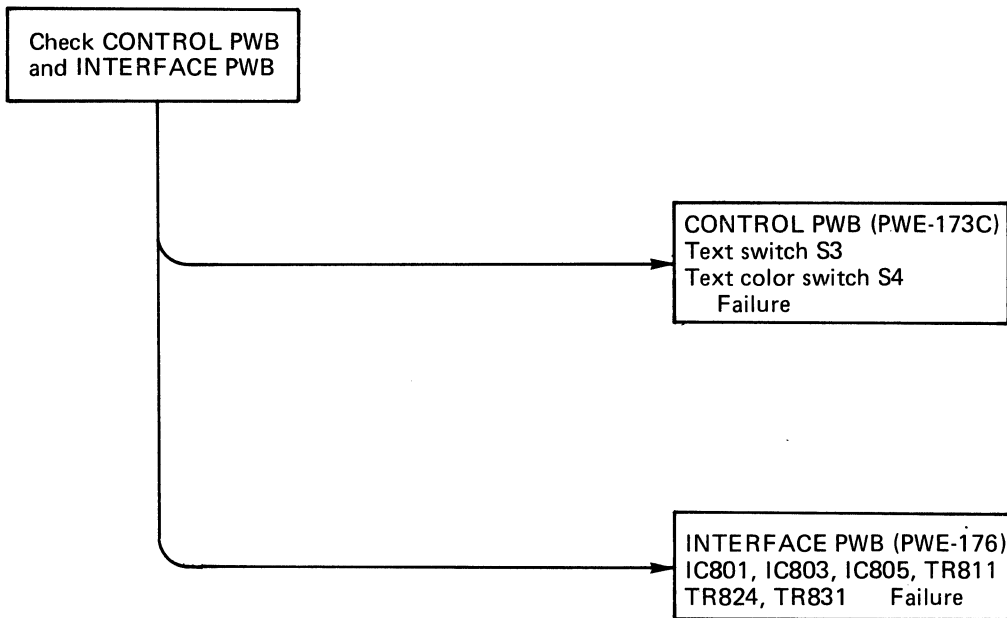 Check CONTROL PWB
and INTERFACE PWB
CONTROL PWB (PWE-173C)
Text switch S3
Text color switch S4
Failure
INTERFACE PWB (PWE-176)
IC801, IC803, IC805, TR811
TR824, TR831 Failure